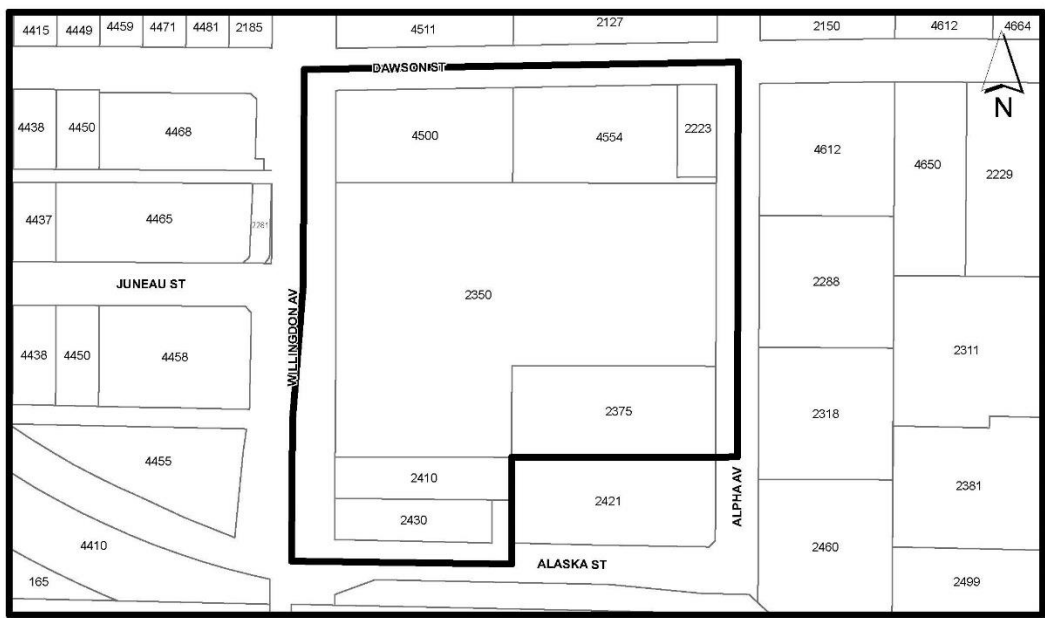 4415 4449 4459 4471 4481 2185 4511 2127 2150 4612 4664
DAWSON ST
N
4438 4450 4468 4500 4554 2223 4612 4650 2229
4437 4465 2261
JUNEAU ST
2350
2288
WILLINGDON AV
4438 4450 4458
2311
2375
2318
4455
2410
2421
2381
ALPHA AV
2430
4410
2460
ALASKA ST
165
2499